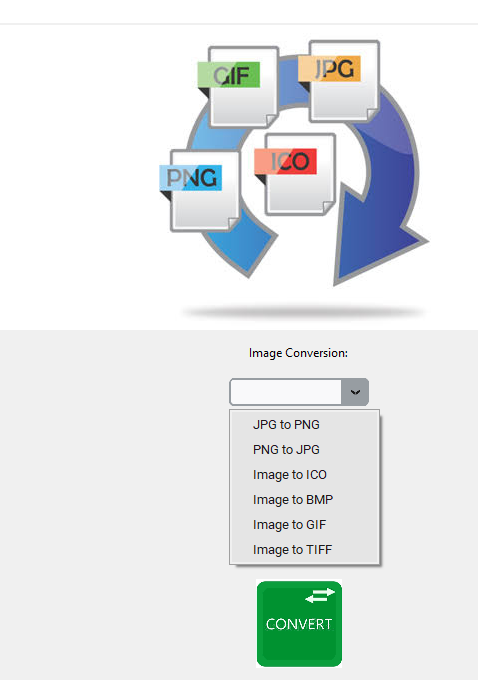 GIF
JPG
PNG
ICO
Image Conversion:
JPG to PNG
PNG to JPG
Image to ICO
Image to BMP
Image to GIF
Image to TIFF
CONVERT